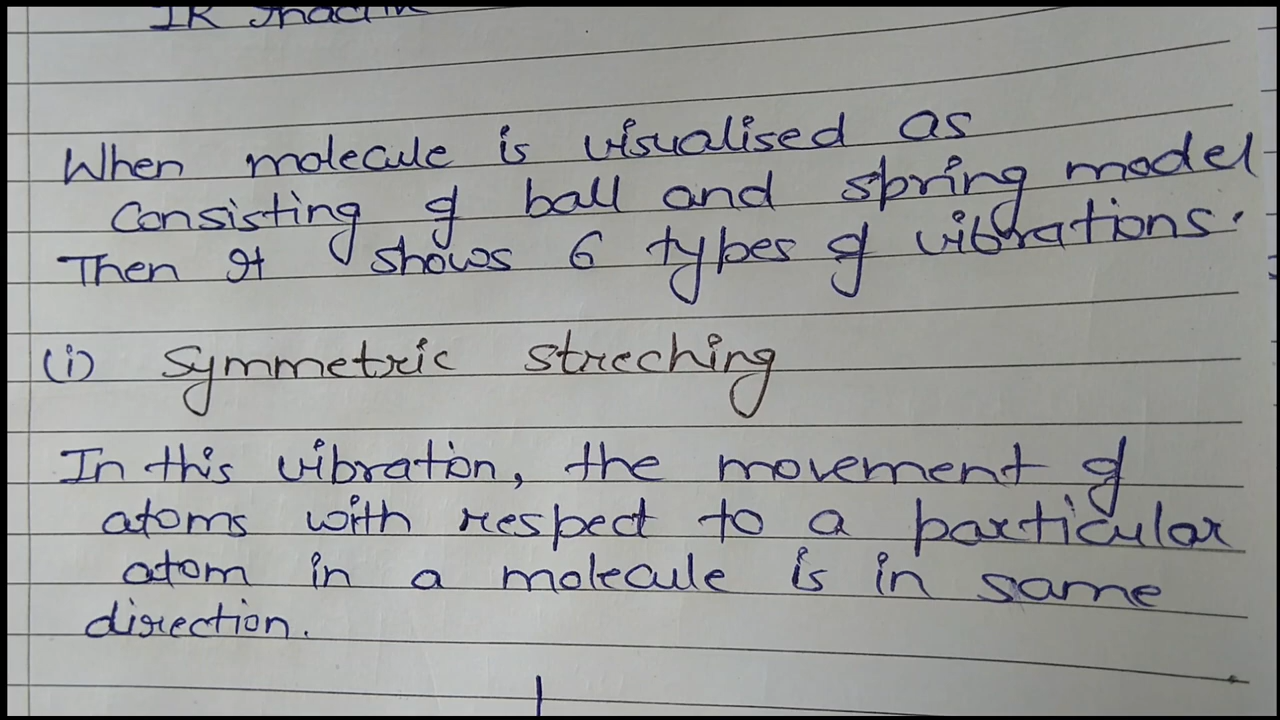 IR Inactive
When molecule is visualised as
Consisting of ball and spring model
Then It shows 6 types of vibrations.
(i) Symmetric streching
In this vibration, the movement of
atoms with respect to a particular
atom in a molecule is in same
direction.